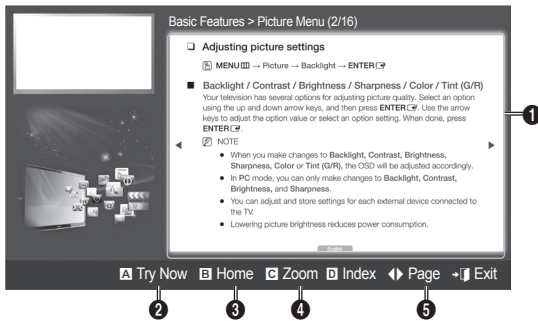 Basic Features > Picture Menu (2/16)
❑ Adjusting picture settings
MENU → Picture → Backlight → ENTER
■ Backlight / Contrast / Brightness / Sharpness / Color / Tint (G/R)
Your television has several options for adjusting picture quality. Select an option
using the up and down arrow keys, and then press ENTER. Use the arrow
keys to adjust the option value or select an option setting. When done, press
ENTER.
NOTE
● When you make changes to Backlight, Contrast, Brightness,
Sharpness, Color or Tint (G/R), the OSD will be adjusted accordingly.
● In PC mode, you can only make changes to Backlight, Contrast,
Brightness, and Sharpness.
● You can adjust and store settings for each external device connected to
the TV.
● Lowering picture brightness reduces power consumption.
English
1
A Try Now B Home C Zoom D Index ◀▶ Page Exit
2 3 4 5